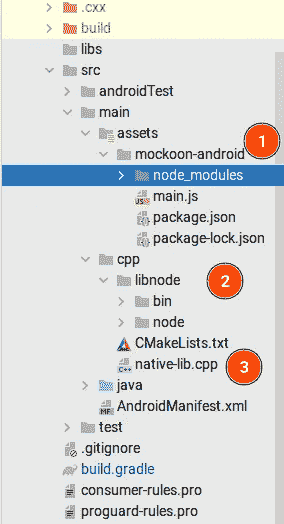 .cxx
build
libs
src
androidTest
main
assets
mockoon-android
1
node_modules
main.js
package.json
package-lock.json
cpp
libnode
2
bin
node
CMakeLists.txt
native-lib.cpp
3
java
AndroidManifest.xml
test
.gitignore
build.gradle
consumer-rules.pro
proguard-rules.pro